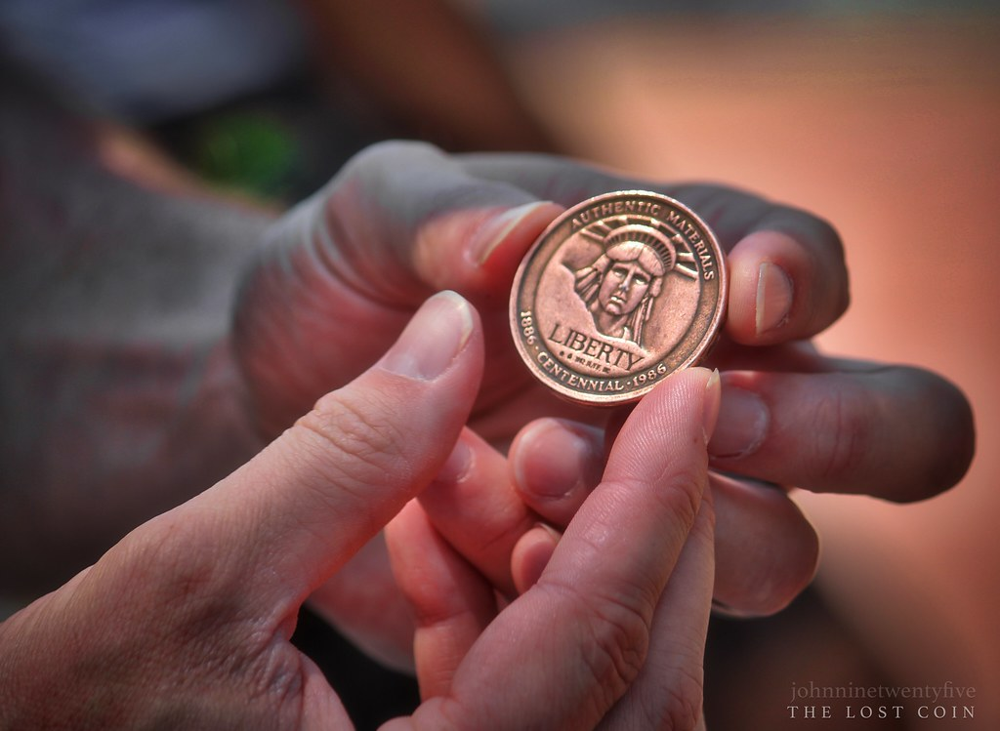 AUTHENTIC MATERIALS
LIBERTY
1886 · CENTENNIAL · 1986
johnninetwentyfive
THE LOST COIN